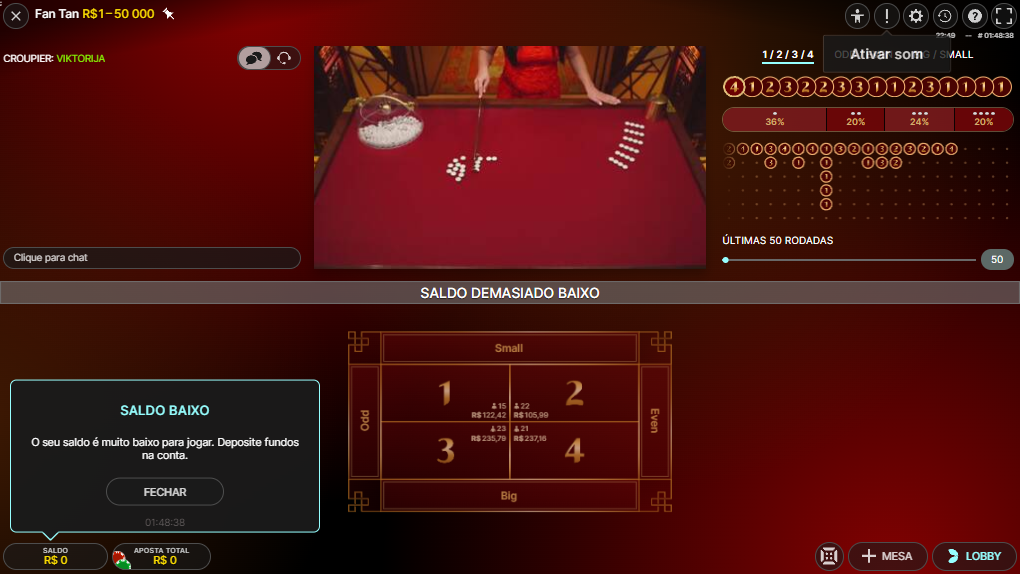 Fan Tan R$1–50 000
22:49 — # 01:48:38
CROUPIER: VIKTORIJA
Ativar som
1 / 2 / 3 / 4
/ SMALL
4 1 2 3 2 2 2 3 3 1 1 2 3 1 1 1 1
36% 20% 24% 20%
ÚLTIMAS 50 RODADAS
50
Clique para chat
SALDO DEMASIADO BAIXO
Small
Odd
1
15
R$122,42
2
22
R$105,99
3
23
R$235,79
4
21
R$237,16
Even
Big
SALDO BAIXO
O seu saldo é muito baixo para jogar. Deposite fundos
na conta.
FECHAR
01:48:38
SALDO
R$ 0
APOSTA TOTAL
R$ 0
MESA
LOBBY